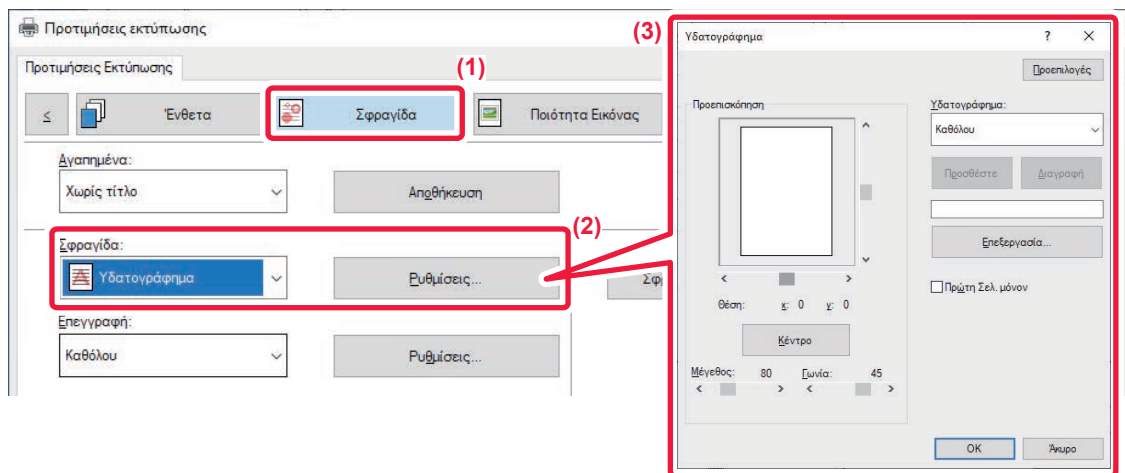 Προτιμήσεις εκτύπωσης
Προτιμήσεις Εκτύπωσης
(1)
≤
Ένθετα
Σφραγίδα
Ποιότητα Εικόνας
Αγαπημένα:
Χωρίς τίτλο
Αποθήκευση
(2)
Σφραγίδα:
Υδατογράφημα
Ρυθμίσεις...
Επεγγραφή:
Καθόλου
Ρυθμίσεις...
(3)
Υδατογράφημα
? ×
Προεπιλογές
Προεπισκόπηση
Υδατογράφημα:
Καθόλου
Προσθέστε
Διαγραφή
Επεξεργασία...
Πρώτη Σελ. μόνον
Θέση: x: 0 y: 0
Κέντρο
Μέγεθος: 80 Γωνία: 45
OK
Άκυρο